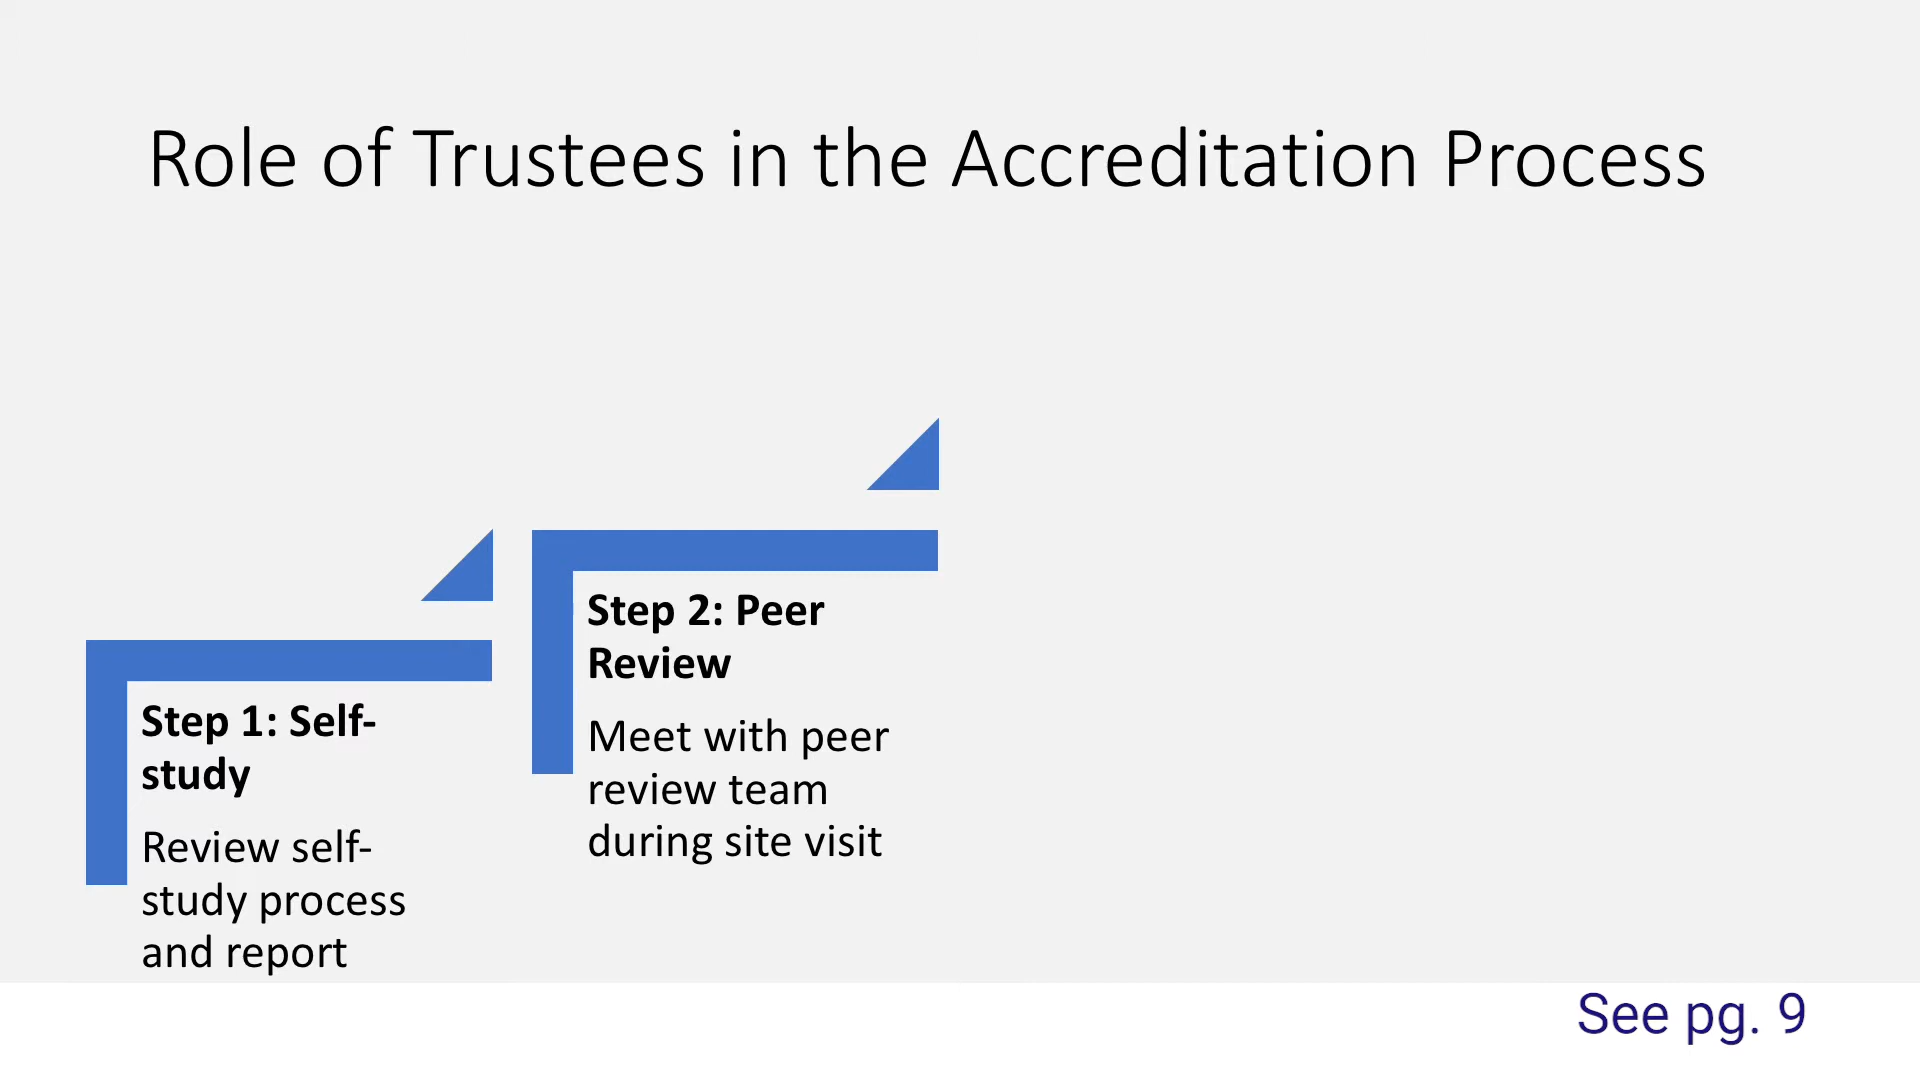 Role of Trustees in the Accreditation Process
Step 1: Self-
study
Review self-
study process
and report
Step 2: Peer
Review
Meet with peer
review team
during site visit
See pg. 9